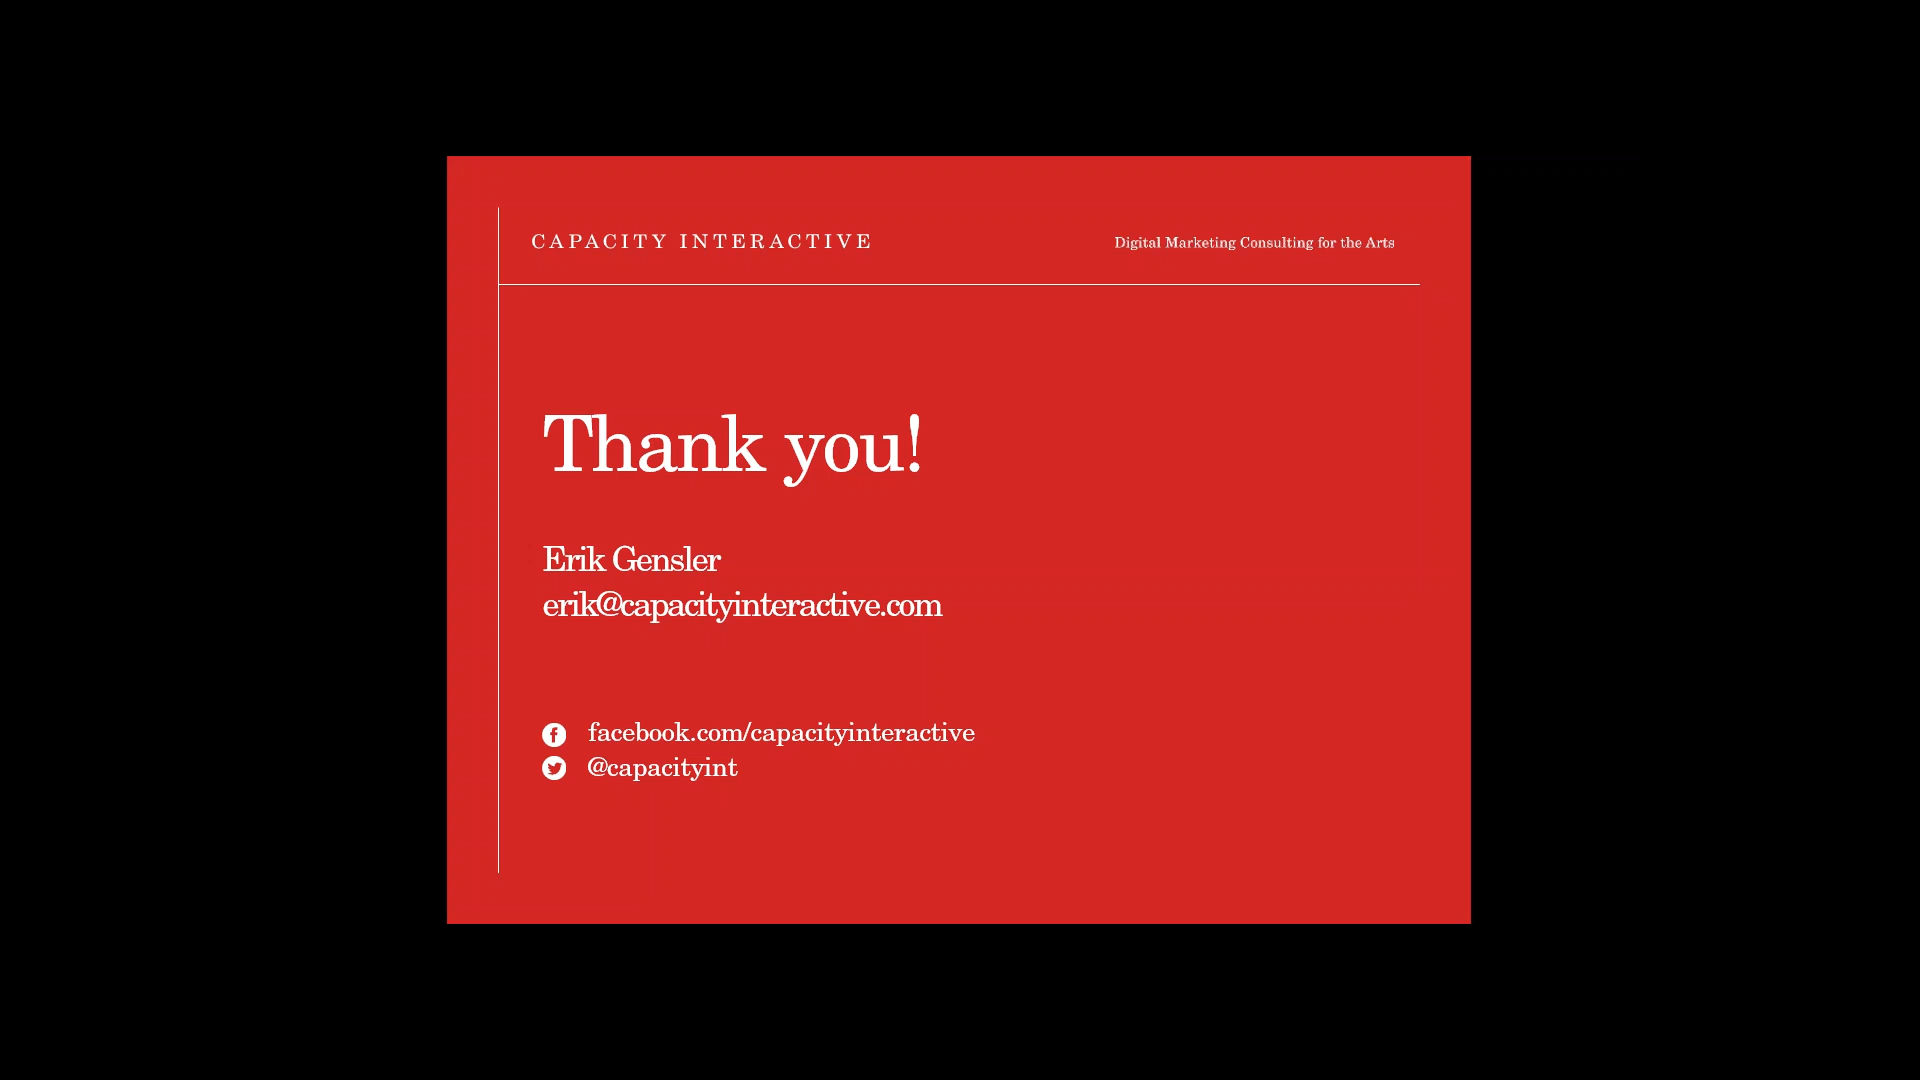 CAPACITY INTERACTIVE
Digital Marketing Consulting for the Arts
Thank you!
Erik Gensler
erik@capacityinteractive.com
facebook.com/capacityinteractive
@capacityint